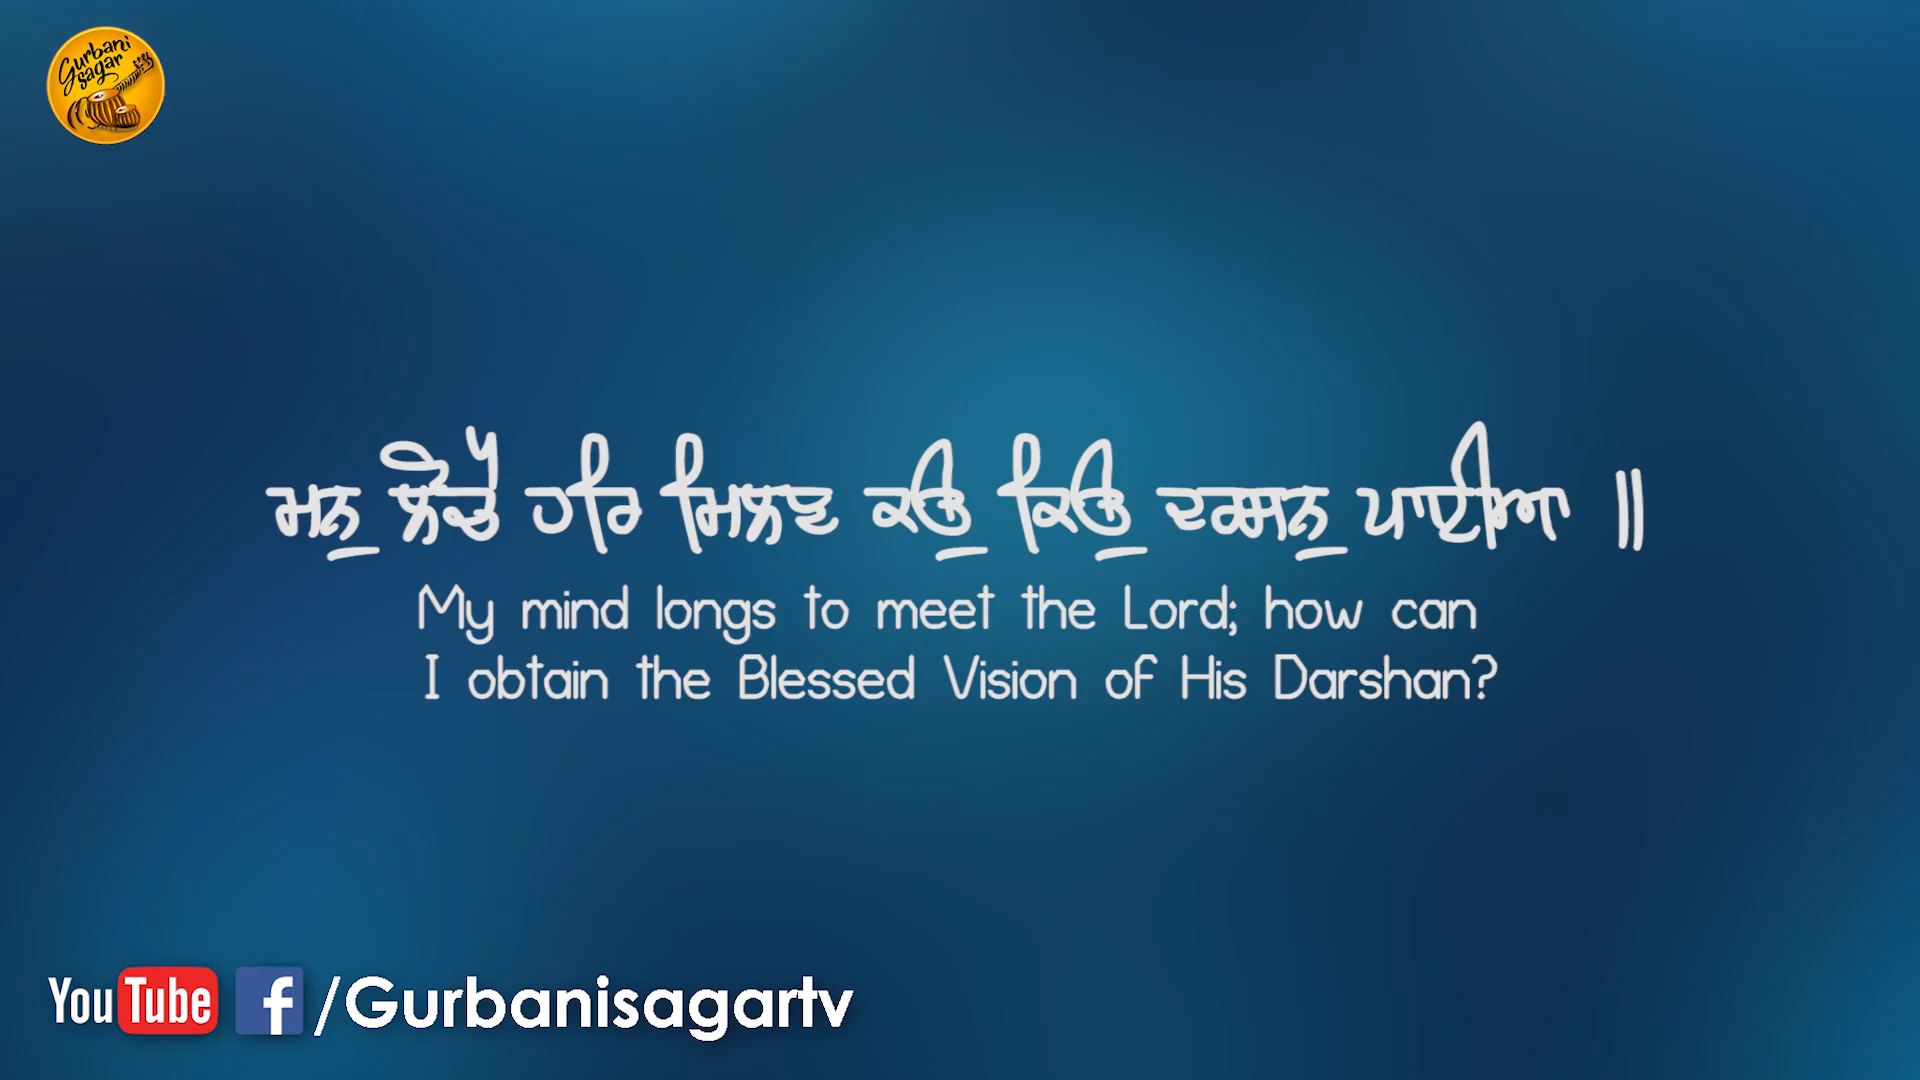 Gurbani
Sagar
ਮਨੁ ਲੋਚੈ ਹਰਿ ਮਿਲਣ ਕਉ ਕਿਉ ਦਰਸਨੁ ਪਾਈਆ ॥
My mind longs to meet the Lord; how can
I obtain the Blessed Vision of His Darshan?
YouTube f /Gurbanisagartv